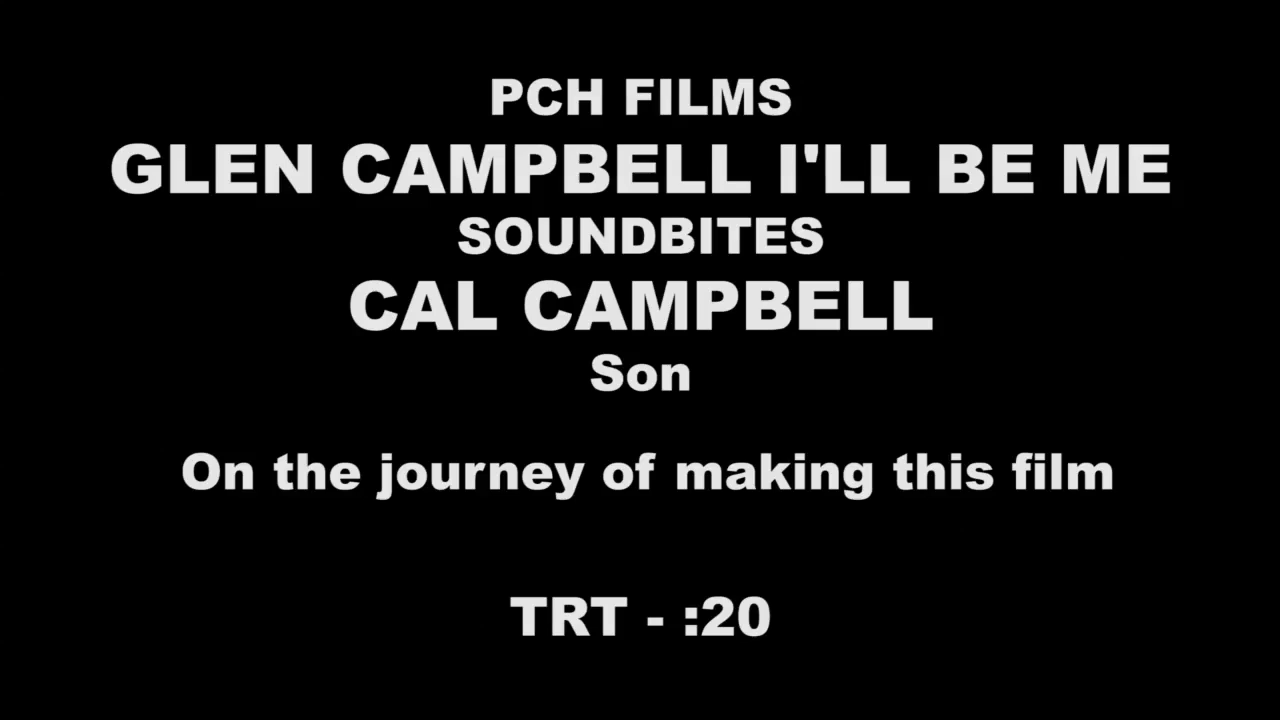 PCH FILMS
GLEN CAMPBELL I'LL BE ME
SOUNDBITES
CAL CAMPBELL
Son
On the journey of making this film
TRT - :20